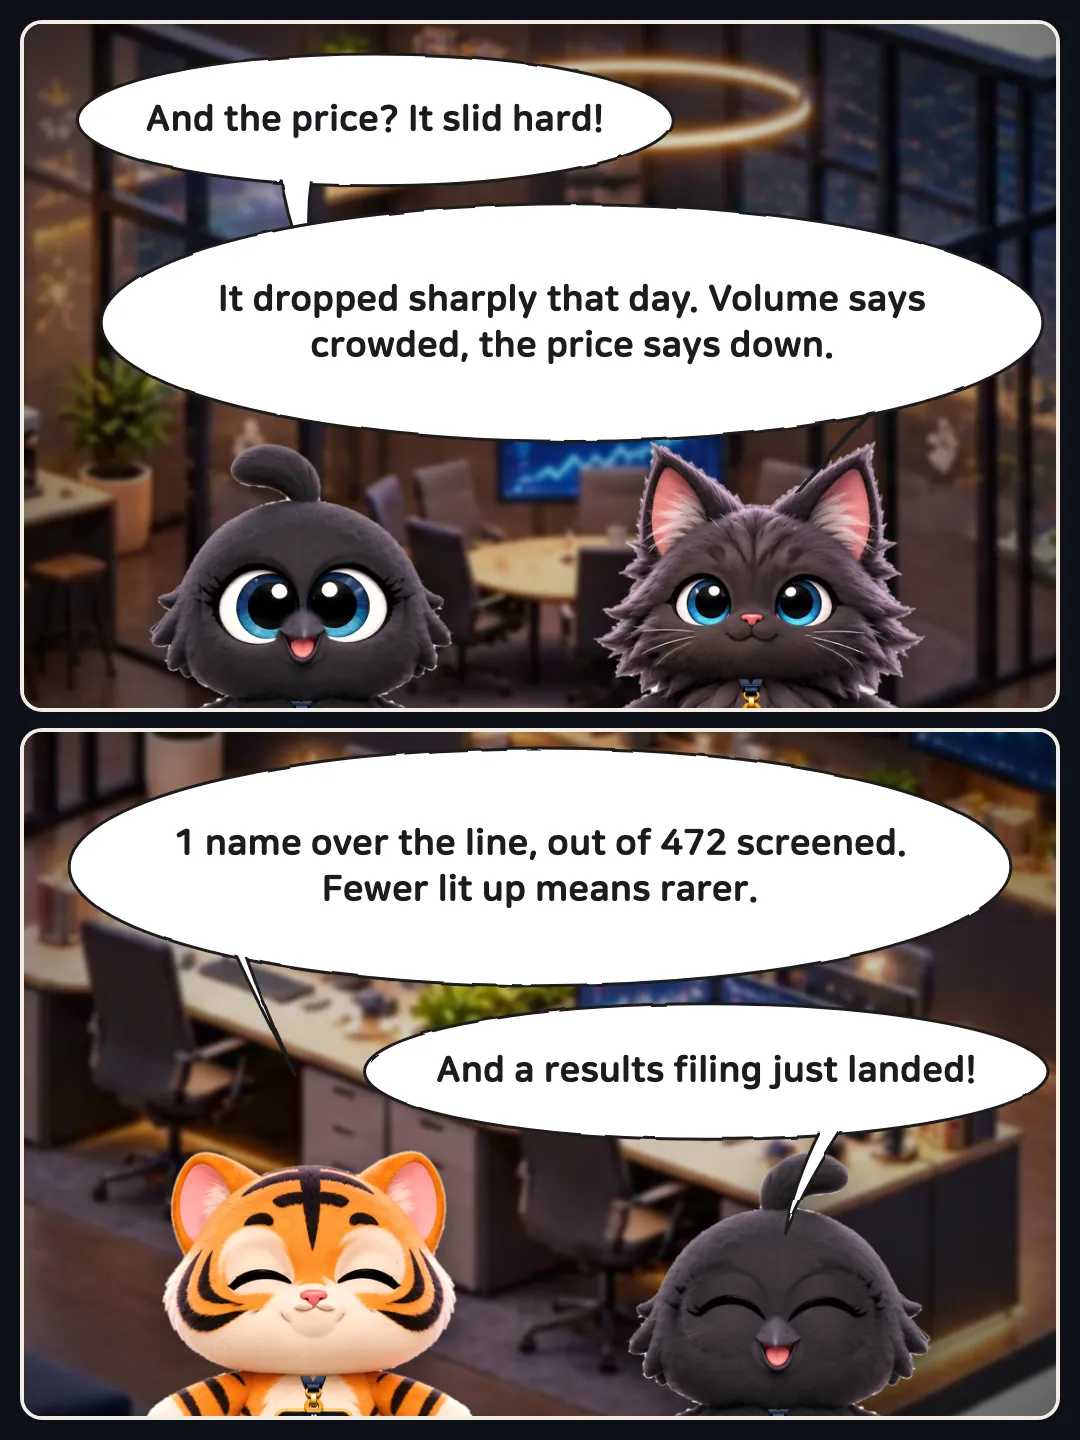 And the price? It slid hard!
It dropped sharply that day. Volume says
crowded, the price says down.
1 name over the line, out of 472 screened.
Fewer lit up means rarer.
And a results filing just landed!